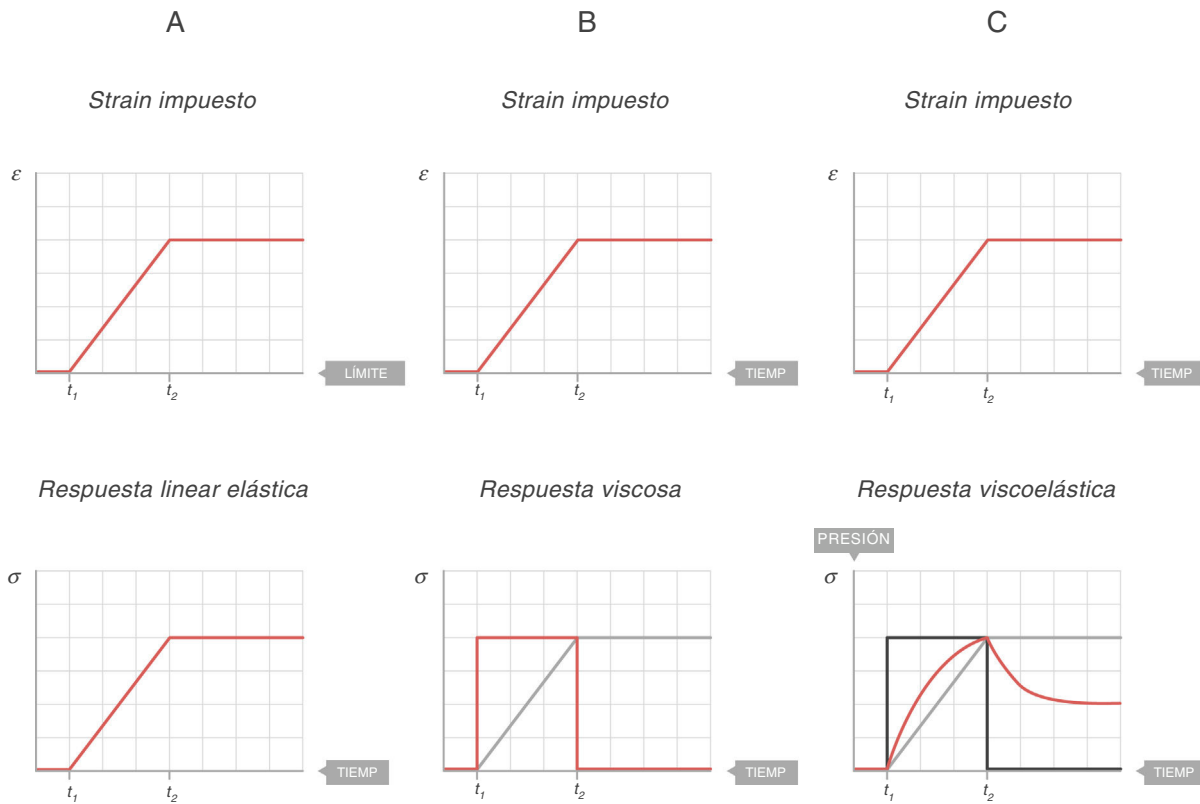 A
B
C
Strain impuesto
Strain impuesto
Strain impuesto
ε
ε
ε
LÍMITE
TIEMP
TIEMP
t1
t2
t1
t2
t1
t2
Respuesta linear elástica
Respuesta viscosa
Respuesta viscoelástica
PRESIÓN
σ
σ
σ
TIEMP
TIEMP
TIEMP
t1
t2
t1
t2
t1
t2